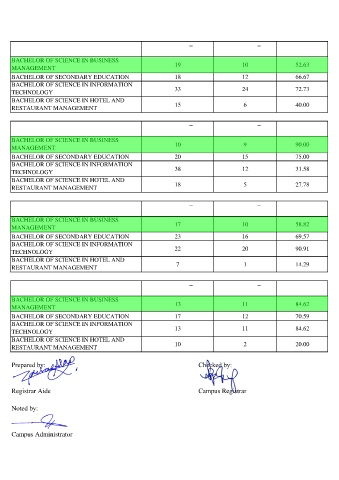 – –
BACHELOR OF SCIENCE IN BUSINESS
MANAGEMENT 19 10 52.63
BACHELOR OF SECONDARY EDUCATION 18 12 66.67
BACHELOR OF SCIENCE IN INFORMATION
TECHNOLOGY 33 24 72.73
BACHELOR OF SCIENCE IN HOTEL AND
RESTAURANT MANAGEMENT 15 6 40.00
– –
BACHELOR OF SCIENCE IN BUSINESS
MANAGEMENT 10 9 90.00
BACHELOR OF SECONDARY EDUCATION 20 15 75.00
BACHELOR OF SCIENCE IN INFORMATION
TECHNOLOGY 38 12 31.58
BACHELOR OF SCIENCE IN HOTEL AND
RESTAURANT MANAGEMENT 18 5 27.78
– –
BACHELOR OF SCIENCE IN BUSINESS
MANAGEMENT 17 10 58.82
BACHELOR OF SECONDARY EDUCATION 23 16 69.57
BACHELOR OF SCIENCE IN INFORMATION
TECHNOLOGY 22 20 90.91
BACHELOR OF SCIENCE IN HOTEL AND
RESTAURANT MANAGEMENT 7 1 14.29
– –
BACHELOR OF SCIENCE IN BUSINESS
MANAGEMENT 13 11 84.62
BACHELOR OF SECONDARY EDUCATION 17 12 70.59
BACHELOR OF SCIENCE IN INFORMATION
TECHNOLOGY 13 11 84.62
BACHELOR OF SCIENCE IN HOTEL AND
RESTAURANT MANAGEMENT 10 2 20.00
Prepared by: Checked by:
Registrar Aide Campus Registrar
Noted by:
Campus Administrator